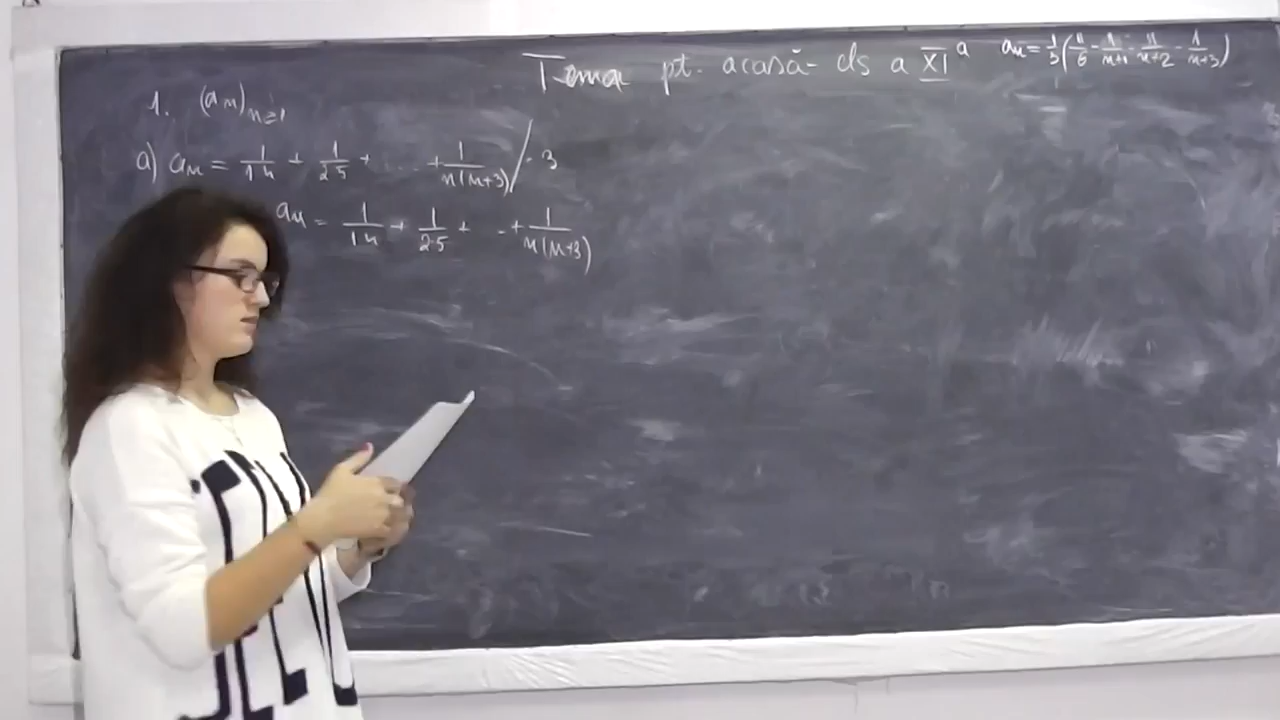 Tema pt. acasă- cls a XI a
an = 1/3(11/6 - 1/n+1 - 11/n+2 - 1/n+3)
1. (an)n≥1
a) an = 1/1·4 + 1/2·5 + .... + 1/n(n+3) / · 3
an = 1/1·4 + 1/2·5 + ... + 1/n(n+3)